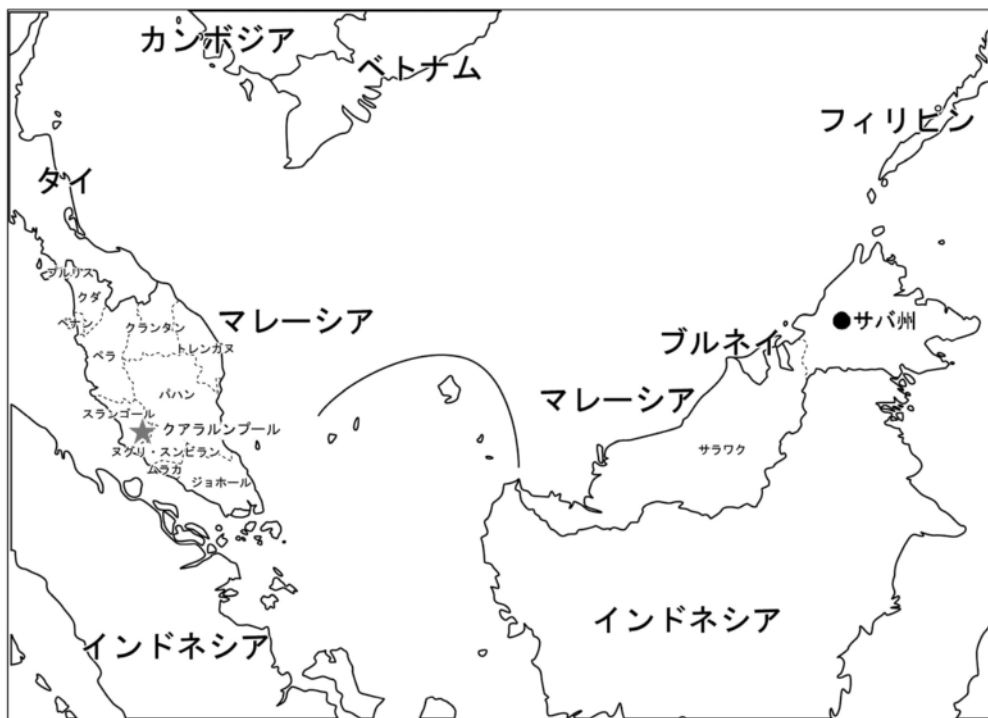 カンボジア
ベトナム
フィリピン
タイ
プルリス
クダ
ペナン
クランタン
マレーシア
サバ州
トレンガヌ
ブルネイ
ペラ
パハン
マレーシア
スランゴール
クアラルンプール
ヌグリ・スンビラン
サラワク
ムラカ
ジョホール
インドネシア
インドネシア